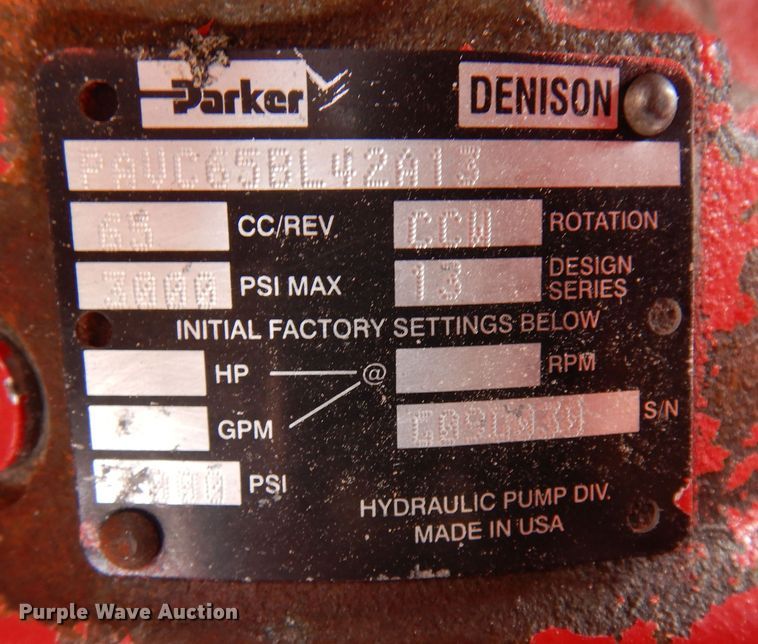 Parker DENISON
PAVC65BL42A13
65 CC/REV CCW ROTATION
3000 PSI MAX 13 DESIGN SERIES
INITIAL FACTORY SETTINGS BELOW
HP @ RPM
GPM S/N
PSI
HYDRAULIC PUMP DIV.
MADE IN USA
Purple Wave Auction